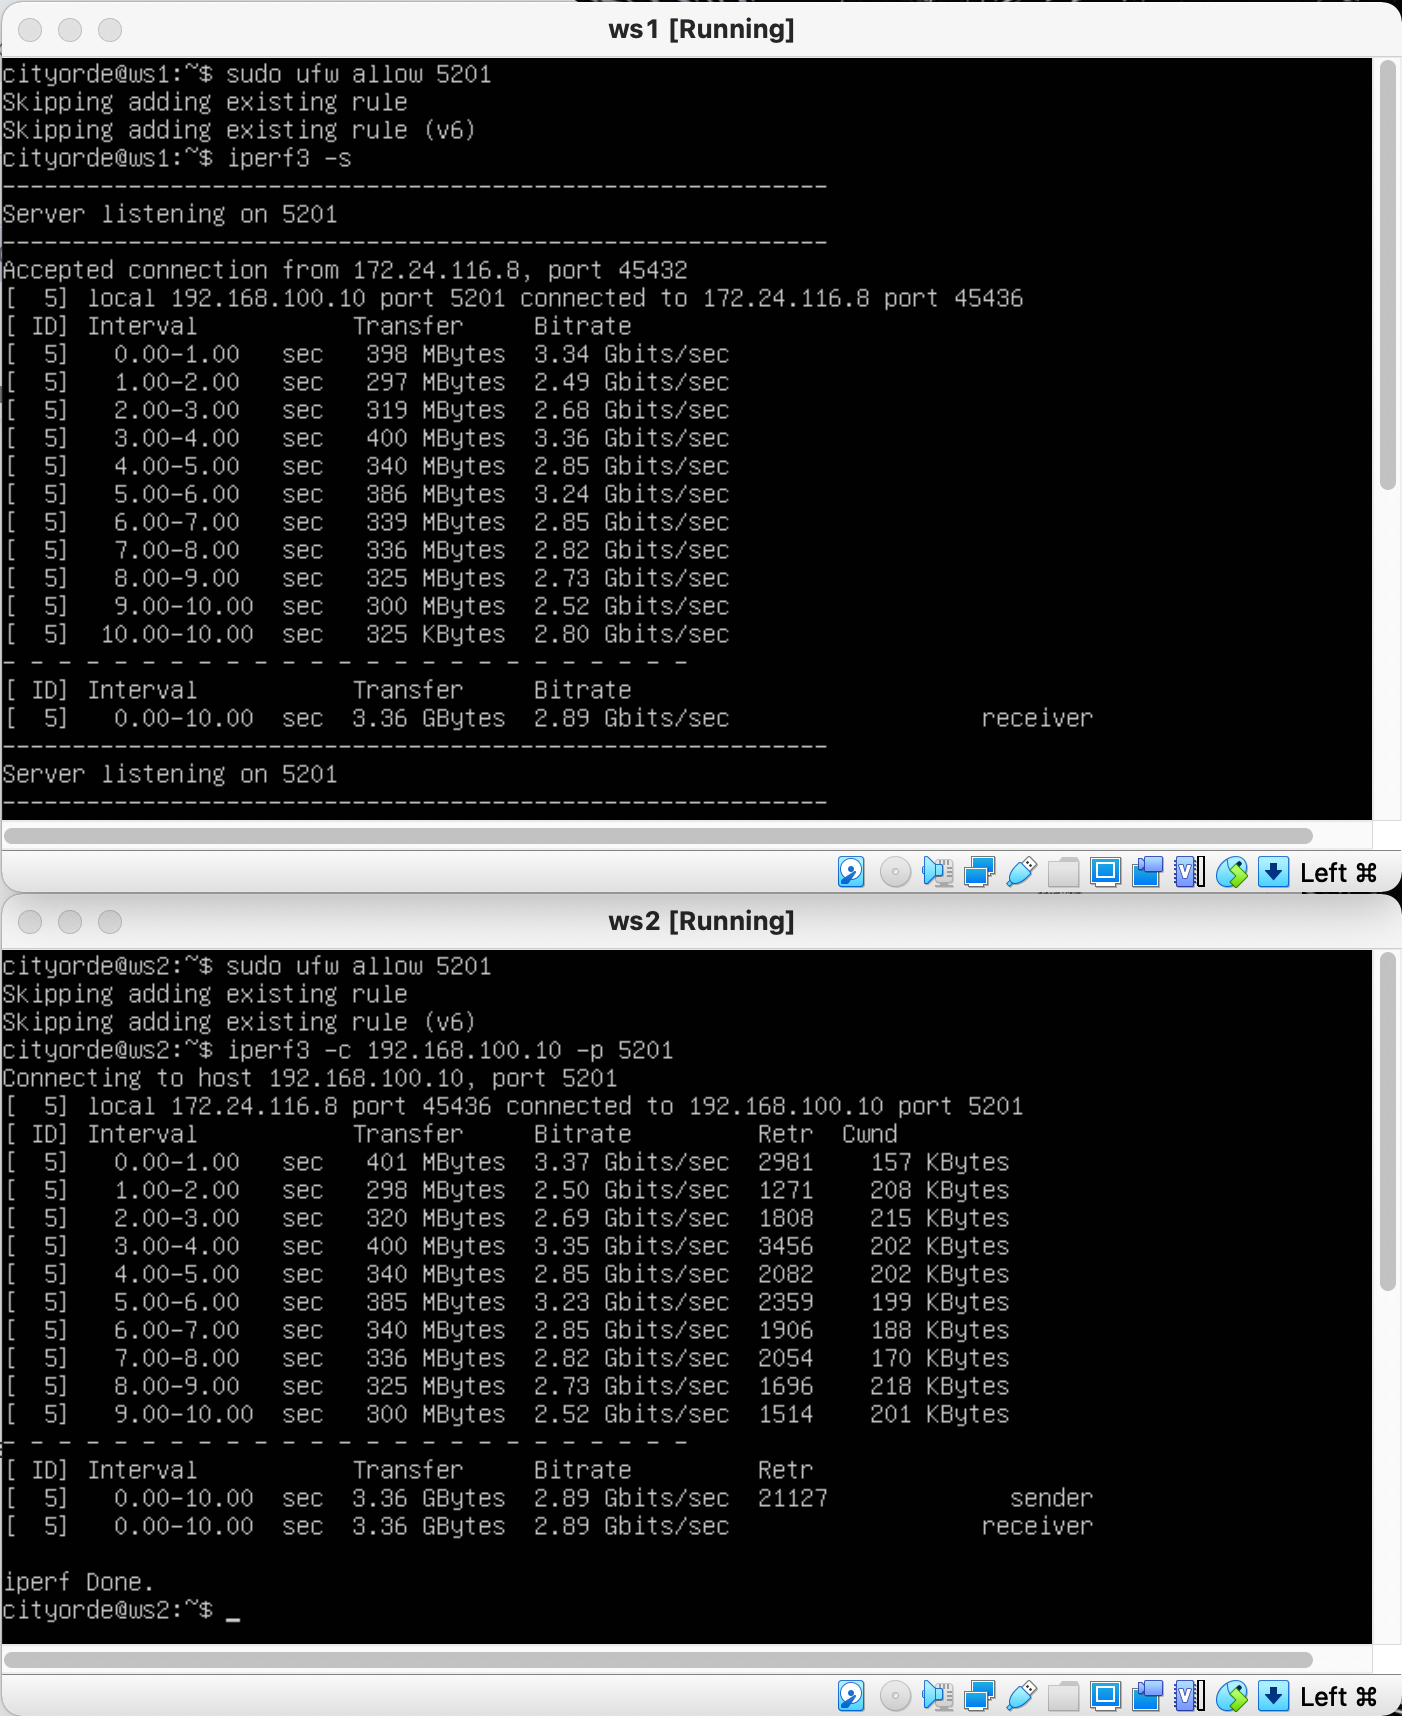 ws1 [Running]
cityorde@ws1:~$ sudo ufw allow 5201
Skipping adding existing rule
Skipping adding existing rule (v6)
cityorde@ws1:~$ iperf3 -s
-----------------------------------------------------------
Server listening on 5201
-----------------------------------------------------------
Accepted connection from 172.24.116.8, port 45432
[  5] local 192.168.100.10 port 5201 connected to 172.24.116.8 port 45436
[ ID] Interval           Transfer     Bitrate
[  5]   0.00-1.00   sec   398 MBytes  3.34 Gbits/sec
[  5]   1.00-2.00   sec   297 MBytes  2.49 Gbits/sec
[  5]   2.00-3.00   sec   319 MBytes  2.68 Gbits/sec
[  5]   3.00-4.00   sec   400 MBytes  3.36 Gbits/sec
[  5]   4.00-5.00   sec   340 MBytes  2.85 Gbits/sec
[  5]   5.00-6.00   sec   386 MBytes  3.24 Gbits/sec
[  5]   6.00-7.00   sec   339 MBytes  2.85 Gbits/sec
[  5]   7.00-8.00   sec   336 MBytes  2.82 Gbits/sec
[  5]   8.00-9.00   sec   325 MBytes  2.73 Gbits/sec
[  5]   9.00-10.00  sec   300 MBytes  2.52 Gbits/sec
[  5]  10.00-10.00  sec   325 KBytes  2.80 Gbits/sec
- - - - - - - - - - - - - - - - - - - - - - - - -
[ ID] Interval           Transfer     Bitrate
[  5]   0.00-10.00  sec  3.36 GBytes  2.89 Gbits/sec                  receiver
-----------------------------------------------------------
Server listening on 5201
-----------------------------------------------------------
Left ⌘
ws2 [Running]
cityorde@ws2:~$ sudo ufw allow 5201
Skipping adding existing rule
Skipping adding existing rule (v6)
cityorde@ws2:~$ iperf3 -c 192.168.100.10 -p 5201
Connecting to host 192.168.100.10, port 5201
[  5] local 172.24.116.8 port 45436 connected to 192.168.100.10 port 5201
[ ID] Interval           Transfer     Bitrate         Retr  Cwnd
[  5]   0.00-1.00   sec   401 MBytes  3.37 Gbits/sec  2981    157 KBytes
[  5]   1.00-2.00   sec   298 MBytes  2.50 Gbits/sec  1271    208 KBytes
[  5]   2.00-3.00   sec   320 MBytes  2.69 Gbits/sec  1808    215 KBytes
[  5]   3.00-4.00   sec   400 MBytes  3.35 Gbits/sec  3456    202 KBytes
[  5]   4.00-5.00   sec   340 MBytes  2.85 Gbits/sec  2082    202 KBytes
[  5]   5.00-6.00   sec   385 MBytes  3.23 Gbits/sec  2359    199 KBytes
[  5]   6.00-7.00   sec   340 MBytes  2.85 Gbits/sec  1906    188 KBytes
[  5]   7.00-8.00   sec   336 MBytes  2.82 Gbits/sec  2054    170 KBytes
[  5]   8.00-9.00   sec   325 MBytes  2.73 Gbits/sec  1696    218 KBytes
[  5]   9.00-10.00  sec   300 MBytes  2.52 Gbits/sec  1514    201 KBytes
- - - - - - - - - - - - - - - - - - - - - - - - -
[ ID] Interval           Transfer     Bitrate         Retr
[  5]   0.00-10.00  sec  3.36 GBytes  2.89 Gbits/sec  21127             sender
[  5]   0.00-10.00  sec  3.36 GBytes  2.89 Gbits/sec                  receiver
iperf Done.
cityorde@ws2:~$ _
Left ⌘